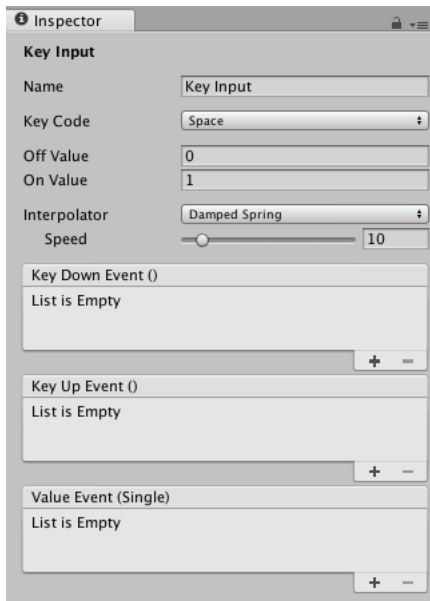 Inspector
Key Input
Name Key Input
Key Code Space
Off Value 0
On Value 1
Interpolator Damped Spring
Speed 10
Key Down Event ()
List is Empty
Key Up Event ()
List is Empty
Value Event (Single)
List is Empty